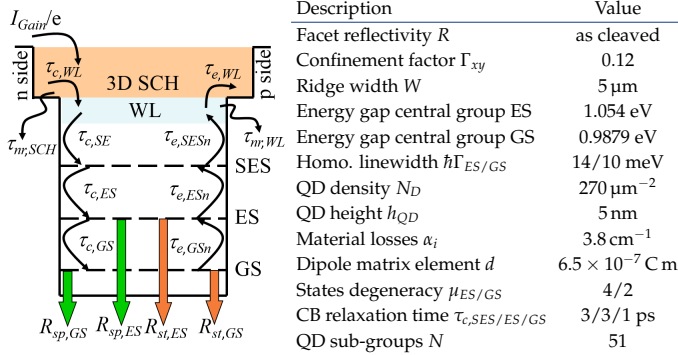 I_Gain/e
n side
p side
τ_c,WL
τ_e,WL
3D SCH
WL
τ_nr,SCH
τ_c,SE
τ_e,SESn
τ_nr,WL
SES
τ_c,ES
τ_e,ESn
ES
τ_c,GS
τ_e,GSn
GS
R_sp,GS
R_sp,ES
R_st,ES
R_st,GS
Description Value
Facet reflectivity R as cleaved
Confinement factor Γ_xy 0.12
Ridge width W 5 µm
Energy gap central group ES 1.054 eV
Energy gap central group GS 0.9879 eV
Homo. linewidth ħΓ_ES/GS 14/10 meV
QD density N_D 270 µm⁻²
QD height h_QD 5 nm
Material losses α_i 3.8 cm⁻¹
Dipole matrix element d 6.5 × 10⁻⁷ C m
States degeneracy µ_ES/GS 4/2
CB relaxation time τ_c,SES/ES/GS 3/3/1 ps
QD sub-groups N 51